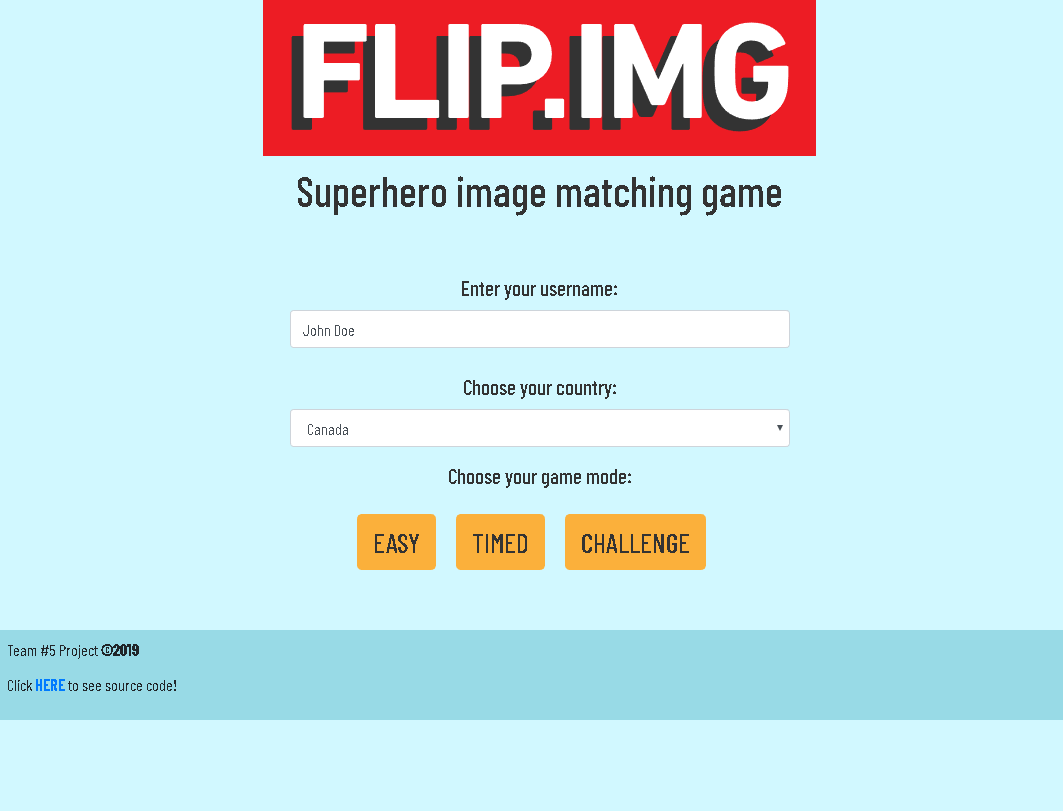 FLIP.IMG
Superhero image matching game
Enter your username:
John Doe
Choose your country:
Canada
Choose your game mode:
EASY TIMED CHALLENGE
Team #5 Project ©2019
Click HERE to see source code!